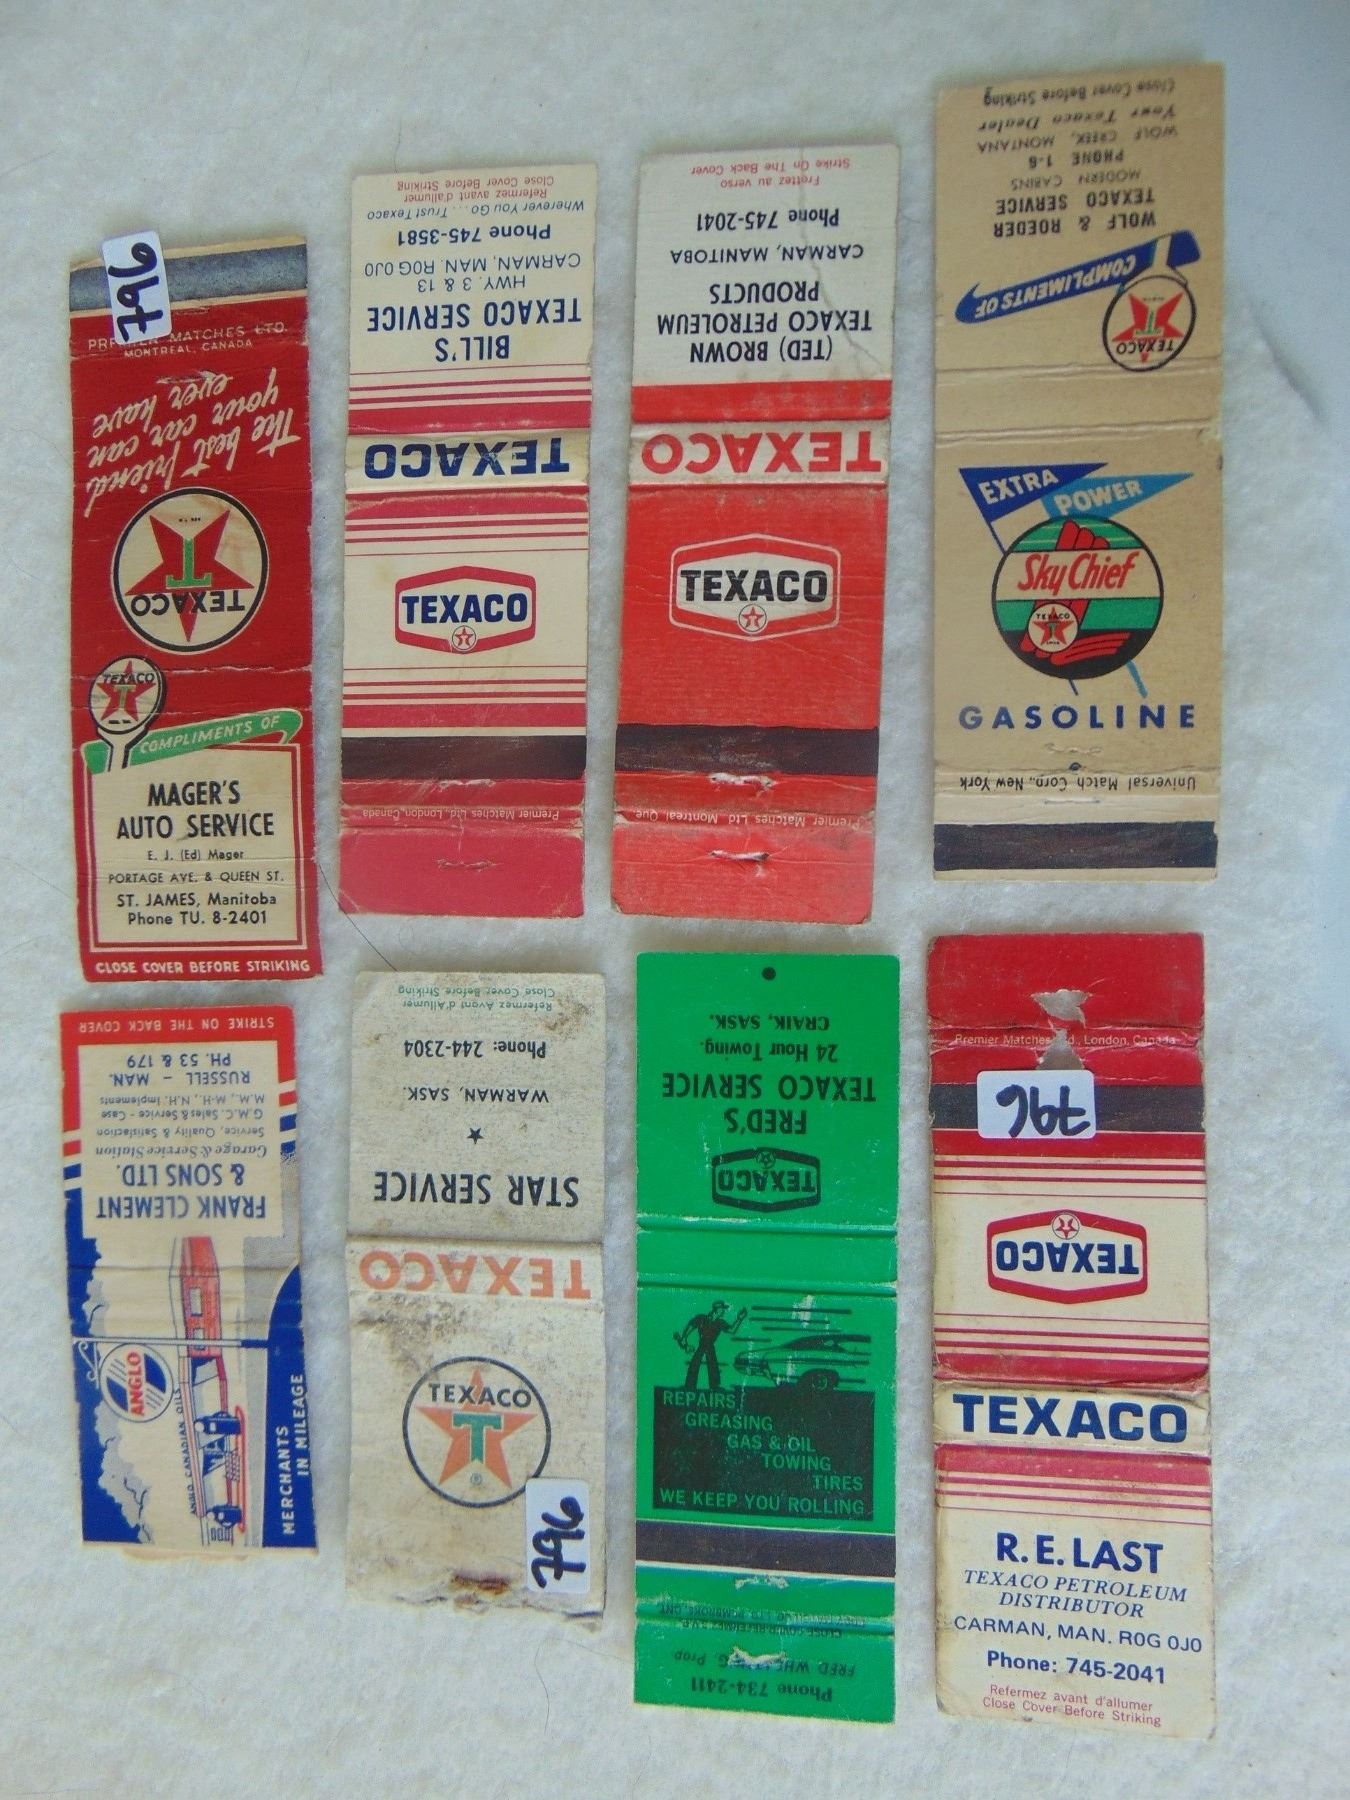 796
PREMIER MATCHES LTD.
MONTREAL, CANADA
The best friend
your car can
ever have
TEXACO
T
TEXACO
T
COMPLIMENTS OF
MAGER'S
AUTO SERVICE
E. J. (Ed) Mager
PORTAGE AVE. & QUEEN ST.
ST. JAMES, Manitoba
Phone TU. 8-2401
CLOSE COVER BEFORE STRIKING
Close Cover Before Striking
Refermez avant d'allumer
Wherever You Go... Trust Texaco
BILL'S
TEXACO SERVICE
HWY. 3 & 13
CARMAN, MAN. R0G 0J0
Phone 745-3581
TEXACO
TEXACO
Premier Matches Ltd., London, Canada
Strike On The Back Cover
Frottez au verso
(TED) BROWN
TEXACO PETROLEUM
PRODUCTS
CARMAN, MANITOBA
Phone 745-2041
TEXACO
TEXACO
Premier Matches Ltd Montreal Que
COMPLIMENTS OF
TEXACO
T
WOLF & ROEDER
TEXACO SERVICE
MODERN CABINS
PHONE 1-6
WOLF CREEK, MONTANA
Your Texaco Dealer
Close Cover Before Striking
EXTRA
POWER
Sky Chief
TEXACO
GASOLINE
Universal Match Corp., New York
STRIKE ON THE BACK COVER
FRANK CLEMENT
& SONS LTD.
Garage & Service Station
Service, Quality & Satisfaction
G.M.C. Sales & Service - Case
M.M., M-H, N.H. Implements
RUSSELL - MAN.
PH. 53 & 179
ANGLO
ANGLO CANADIAN OILS
MERCHANTS
IN MILEAGE
Close Cover Before Striking
Refermez Avant d'Allumer
STAR SERVICE
★
WARMAN, SASK.
Phone: 244-2304
TEXACO
TEXACO
T
®
796
TEXACO
FRED'S
TEXACO SERVICE
24 Hour Towing.
CRAIK, SASK.
REPAIRS
GREASING
GAS & OIL
TOWING
TIRES
WE KEEP YOU ROLLING
FRED Prop
Phone 734-2411
Premier Matches Ltd., London, Canada
796
TEXACO
TEXACO
R. E. LAST
TEXACO PETROLEUM
DISTRIBUTOR
CARMAN, MAN. R0G 0J0
Phone: 745-2041
Refermez avant d'allumer
Close Cover Before Striking